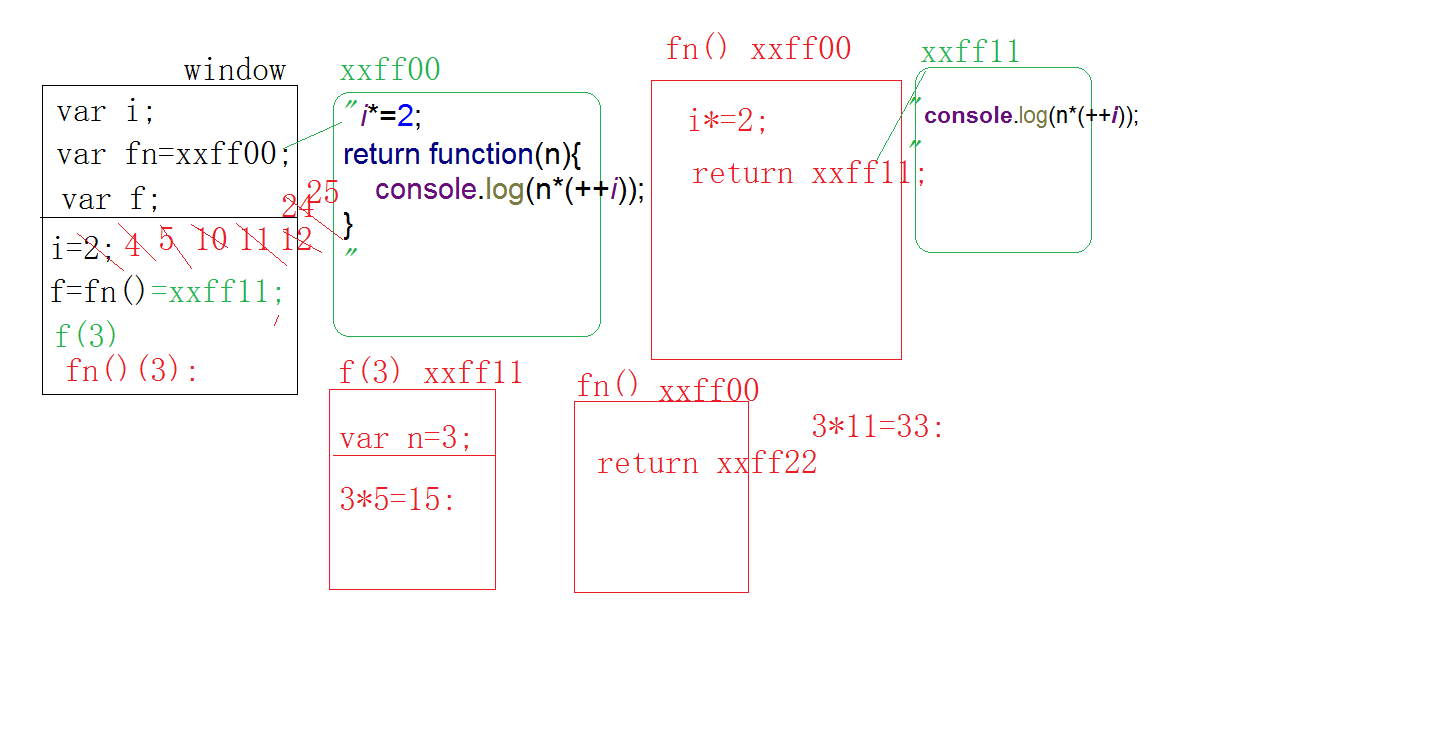 window
var i;
var fn=xxff00;
var f;
i=2; 4 5 10 11 12 24 25
f=fn()=xxff11;
f(3)
fn()(3):
xxff00
" i*=2;
return function(n){
console.log(n*(++i));
}
"
fn() xxff00
i*=2;
return xxff11;
xxff11
"
console.log(n*(++i));
"
f(3) xxff11
var n=3;
3*5=15:
fn() xxff00
return xxff22
3*11=33: